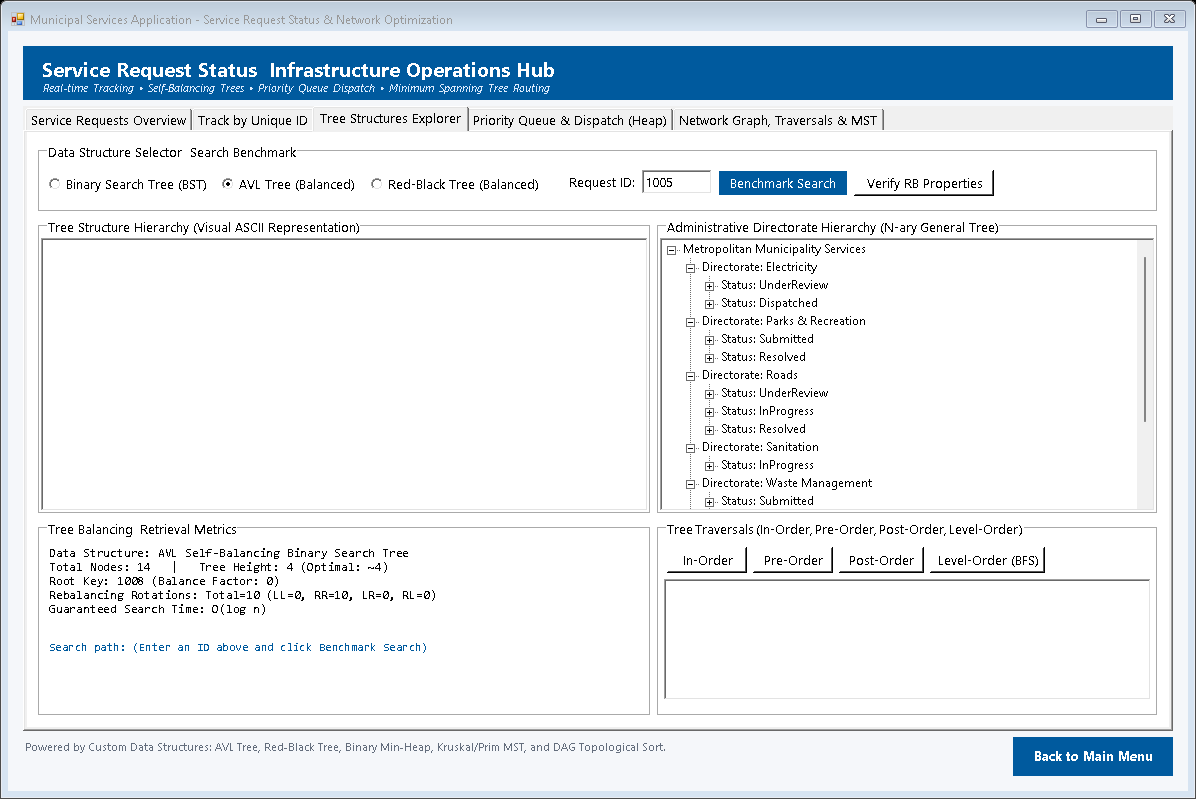 Municipal Services Application - Service Request Status & Network Optimization
Service Request Status  Infrastructure Operations Hub
Real-time Tracking • Self-Balancing Trees • Priority Queue Dispatch • Minimum Spanning Tree Routing
Service Requests Overview
Track by Unique ID
Tree Structures Explorer
Priority Queue & Dispatch (Heap)
Network Graph, Traversals & MST
Data Structure Selector  Search Benchmark
Binary Search Tree (BST)
AVL Tree (Balanced)
Red-Black Tree (Balanced)
Request ID:
1005
Benchmark Search
Verify RB Properties
Tree Structure Hierarchy (Visual ASCII Representation)
Administrative Directorate Hierarchy (N-ary General Tree)
Metropolitan Municipality Services
Directorate: Electricity
Status: UnderReview
Status: Dispatched
Directorate: Parks & Recreation
Status: Submitted
Status: Resolved
Directorate: Roads
Status: UnderReview
Status: InProgress
Status: Resolved
Directorate: Sanitation
Status: InProgress
Directorate: Waste Management
Status: Submitted
Tree Balancing  Retrieval Metrics
Data Structure: AVL Self-Balancing Binary Search Tree
Total Nodes: 14   |   Tree Height: 4 (Optimal: ~4)
Root Key: 1008 (Balance Factor: 0)
Rebalancing Rotations: Total=10 (LL=0, RR=10, LR=0, RL=0)
Guaranteed Search Time: O(log n)
Search path: (Enter an ID above and click Benchmark Search)
Tree Traversals (In-Order, Pre-Order, Post-Order, Level-Order)
In-Order
Pre-Order
Post-Order
Level-Order (BFS)
Powered by Custom Data Structures: AVL Tree, Red-Black Tree, Binary Min-Heap, Kruskal/Prim MST, and DAG Topological Sort.
Back to Main Menu